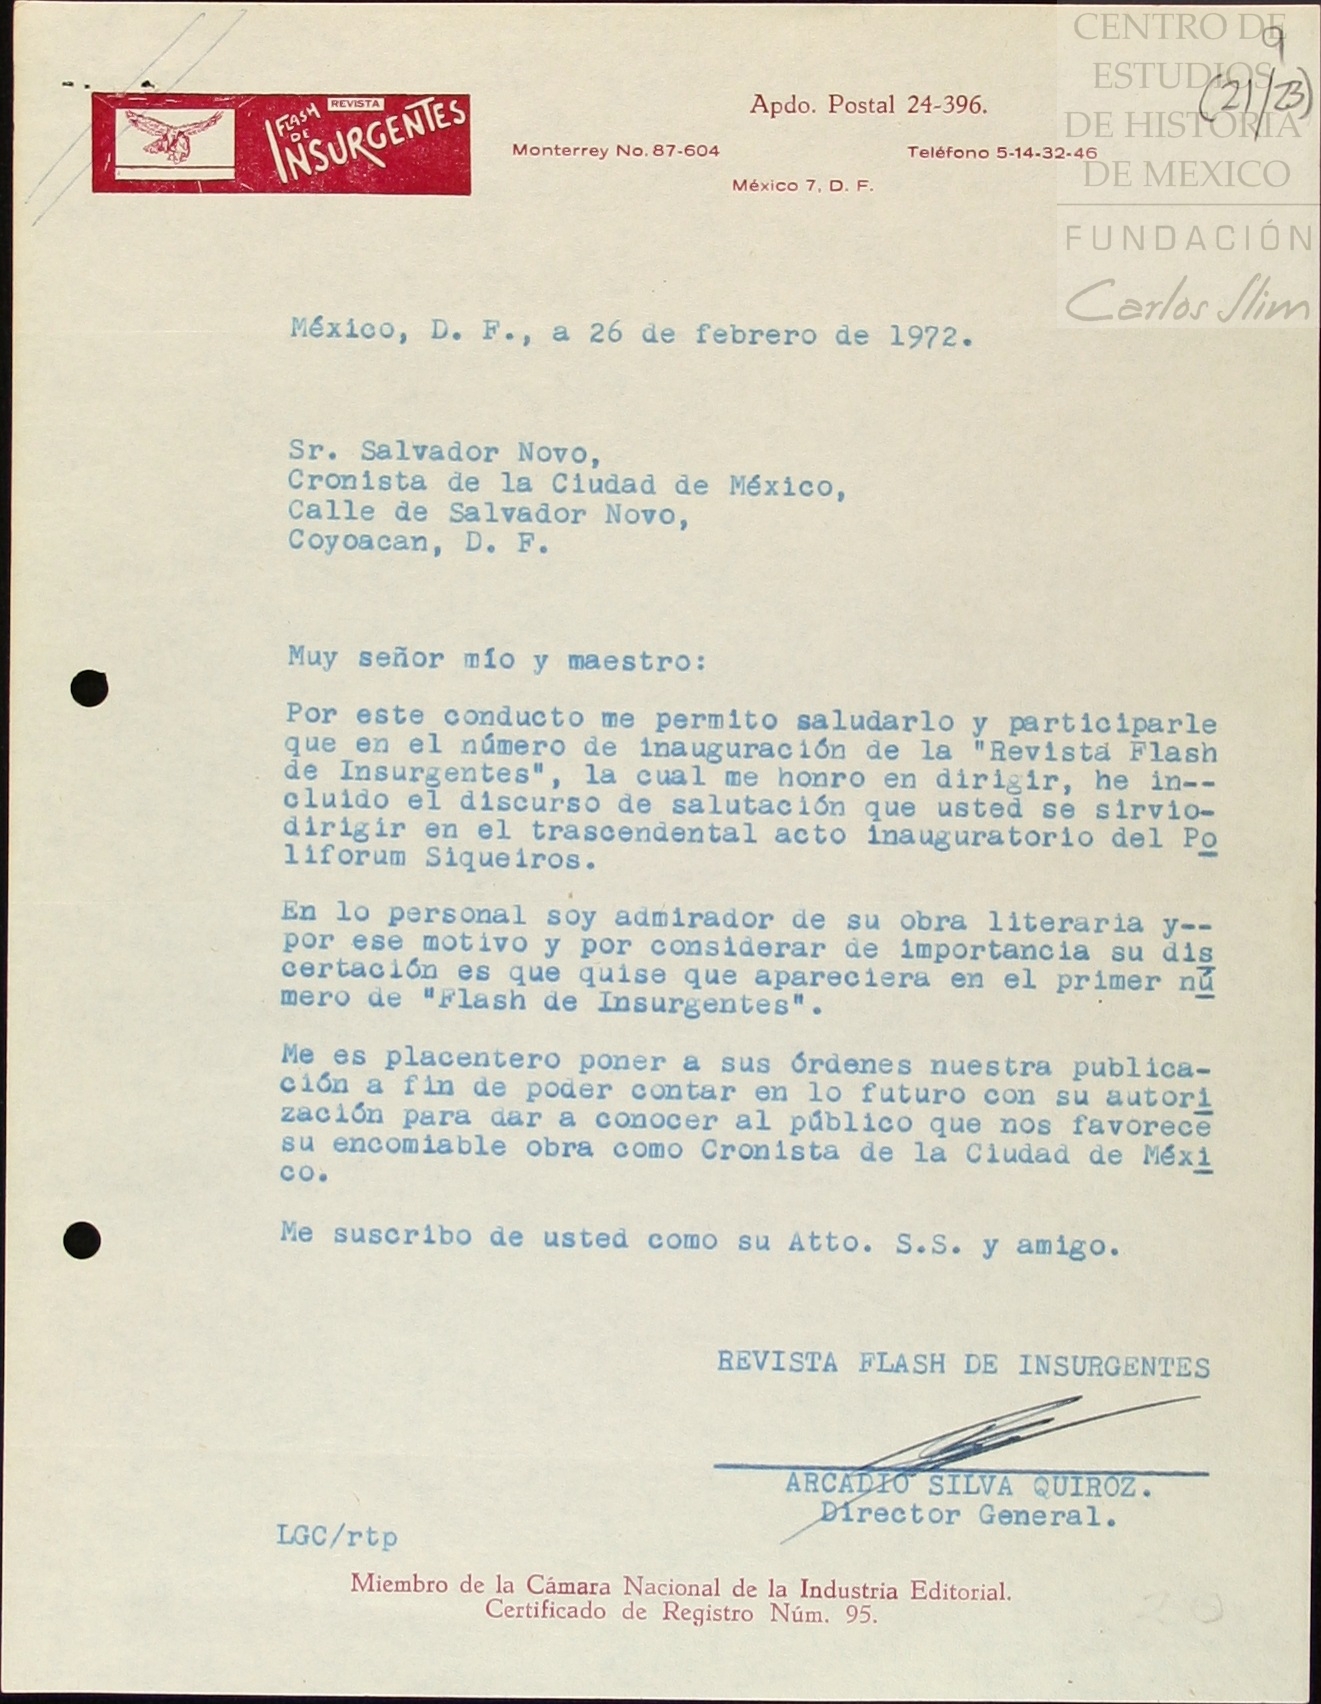 CENTRO DE
ESTUDIOS
DE HISTORIA
DE MEXICO
FUNDACIÓN
Carlos Slim
9
(21/23)
REVISTA
FLASH
DE
INSURGENTES
Apdo. Postal 24-396.
Monterrey No. 87-604 Teléfono 5-14-32-46
México 7, D. F.
México, D. F., a 26 de febrero de 1972.
Sr. Salvador Novo,
Cronista de la Ciudad de México,
Calle de Salvador Novo,
Coyoacan, D. F.
Muy señor mío y maestro:
Por este conducto me permito saludarlo y participarle
que en el número de inauguración de la "Revista Flash
de Insurgentes", la cual me honro en dirigir, he in--
cluido el discurso de salutación que usted se sirvio-
dirigir en el trascendental acto inauguratorio del Po
liforum Siqueiros.
En lo personal soy admirador de su obra literaria y--
por ese motivo y por considerar de importancia su dis
certación es que quise que apareciera en el primer nú
mero de "Flash de Insurgentes".
Me es placentero poner a sus órdenes nuestra publica-
ción a fin de poder contar en lo futuro con su autori
zación para dar a conocer al público que nos favorece
su encomiable obra como Cronista de la Ciudad de Méxi
co.
Me suscribo de usted como su Atto. S.S. y amigo.
REVISTA FLASH DE INSURGENTES
ARCADIO SILVA QUIROZ.
Director General.
LGC/rtp
Miembro de la Cámara Nacional de la Industria Editorial.
Certificado de Registro Núm. 95.